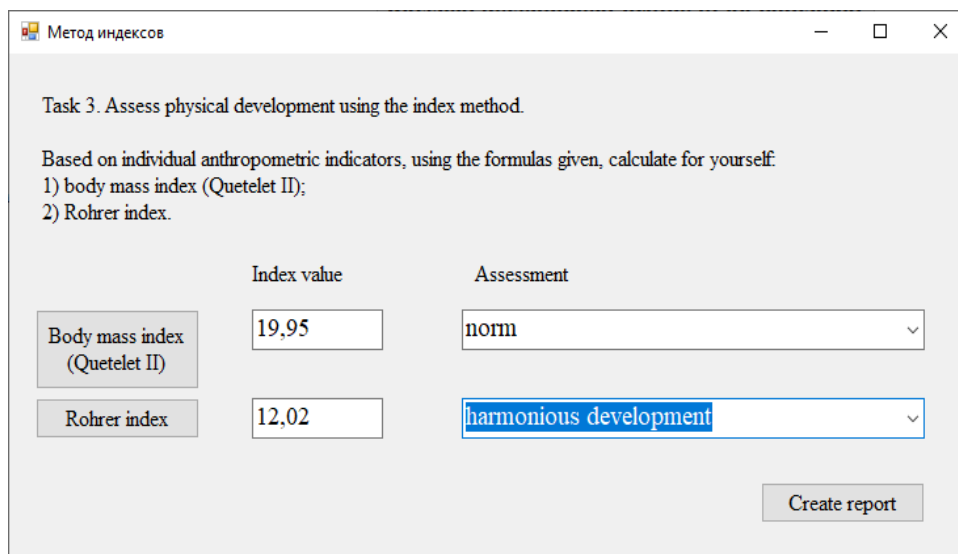 Метод индексов
Task 3. Assess physical development using the index method.
Based on individual anthropometric indicators, using the formulas given, calculate for yourself:
1) body mass index (Quetelet II);
2) Rohrer index.
Index value Assessment
Body mass index
(Quetelet II)
19,95 norm
Rohrer index 12,02 harmonious development
Create report